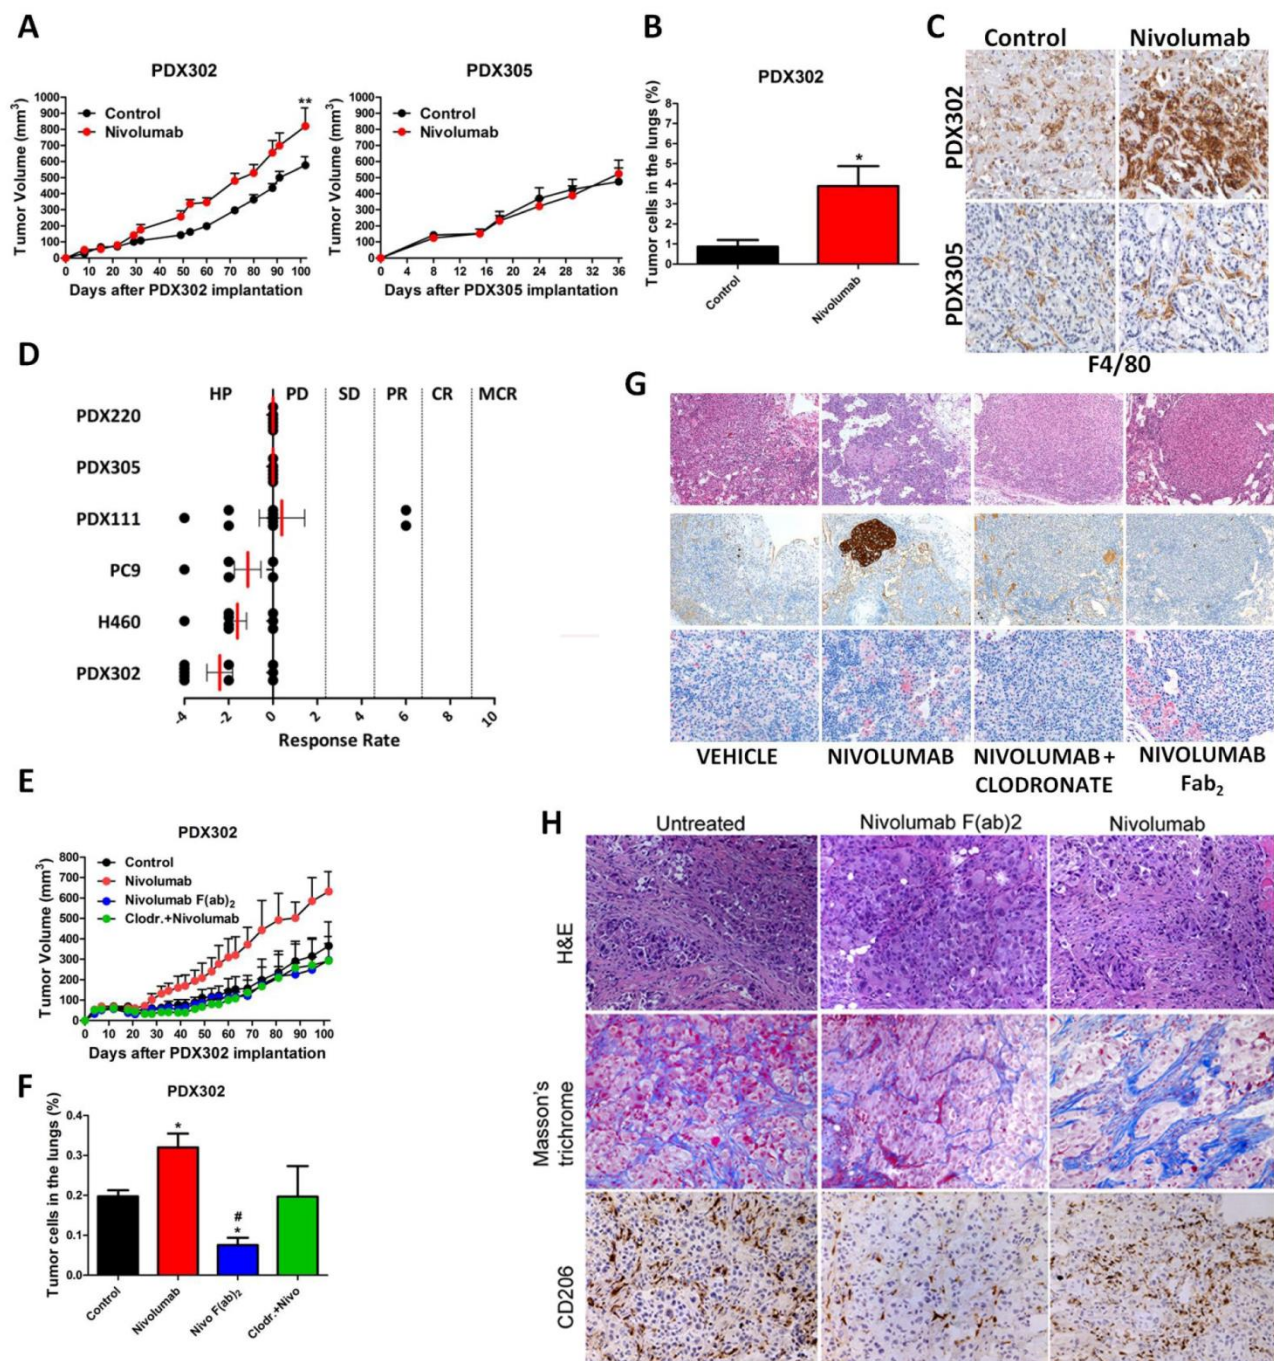 A
PDX302
Tumor Volume (mm³)
1000
900
800
700
600
500
400
300
200
100
0
Control
Nivolumab
**
0 10 20 30 40 50 60 70 80 90 100
Days after PDX302 implantation
PDX305
Tumor Volume (mm³)
1000
900
800
700
600
500
400
300
200
100
0
Control
Nivolumab
0 4 8 12 16 20 24 28 32 36
Days after PDX305 implantation
B
PDX302
Tumor cells in the lungs (%)
8
7
6
5
4
3
2
1
0
*
Control
Nivolumab
C
Control Nivolumab
PDX302
PDX305
F4/80
D
HP PD SD PR CR MCR
PDX220
PDX305
PDX111
PC9
H460
PDX302
-4 -2 0 2 4 6 8 10
Response Rate
G
VEHICLE
NIVOLUMAB
NIVOLUMAB +
CLODRONATE
NIVOLUMAB
Fab₂
E
PDX302
Tumor Volume (mm³)
800
700
600
500
400
300
200
100
0
Control
Nivolumab
Nivolumab F(ab)₂
Clodr.+Nivolumab
0 10 20 30 40 50 60 70 80 90 100
Days after PDX302 implantation
F
PDX302
Tumor cells in the lungs (%)
0.4
0.3
0.2
0.1
0.0
*
#
*
Control
Nivolumab
Nivo F(ab)₂
Clodr.+Nivo
H
Untreated Nivolumab F(ab)2 Nivolumab
H&E
Masson's
trichrome
CD206